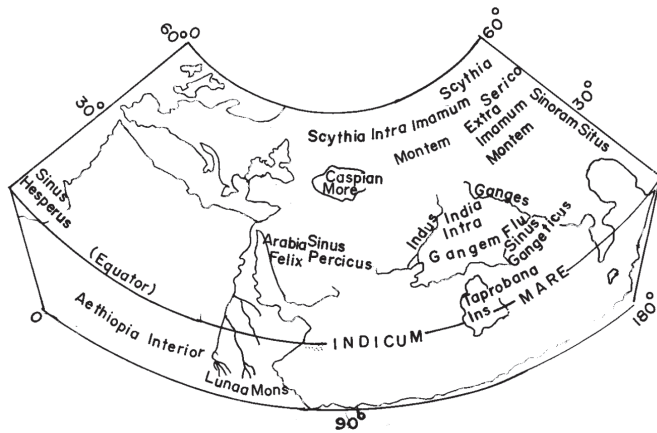 60°0
60°
30°
30°
Scythia
Scythia Intra Imamum
Montem
Serica
Extra
Imamum
Montem
Sinoram Situs
Sinus
Hesperus
Caspian
More
Ganges
Indus
India
Intra
Gangem Flu
Sinus
Gangeticus
Arabia
Felix
Sinus
Percicus
(Equator)
Taprobana
Ins
INDICUM
MARE
Aethiopia Interior
Lunaa Mons
0
90°
180°